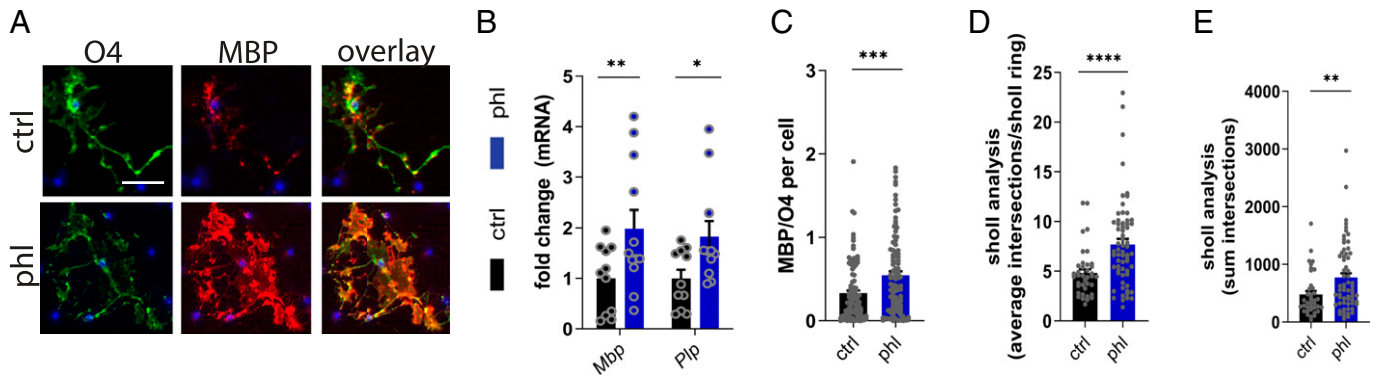 A
O4 MBP overlay
ctrl
phl
B
phl
ctrl
fold change (mRNA)
5
4
3
2
1
0
** *
Mbp Plp
C
MBP/O4 per cell
3
2
1
0
***
ctrl phl
D
sholl analysis
(average intersections/sholl ring)
25
20
15
10
5
0
****
ctrl phl
E
sholl analysis
(sum intersections)
4000
3000
2000
1000
0
**
ctrl phl